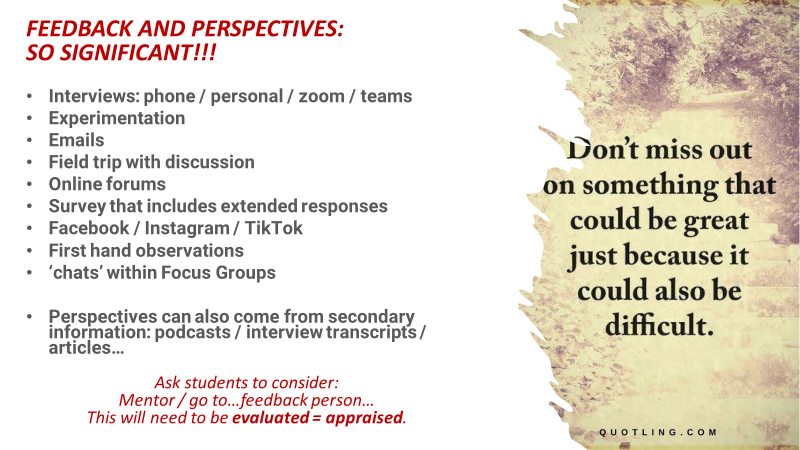 FEEDBACK AND PERSPECTIVES:
SO SIGNIFICANT!!!
• Interviews: phone / personal / zoom / teams
• Experimentation
• Emails
• Field trip with discussion
• Online forums
• Survey that includes extended responses
• Facebook / Instagram / TikTok
• First hand observations
• ‘chats’ within Focus Groups
• Perspectives can also come from secondary
information: podcasts / interview transcripts /
articles…
Ask students to consider:
Mentor / go to…feedback person…
This will need to be evaluated = appraised.
Don’t miss out
on something that
could be great
just because it
could also be
difficult.
QUOTLING.COM